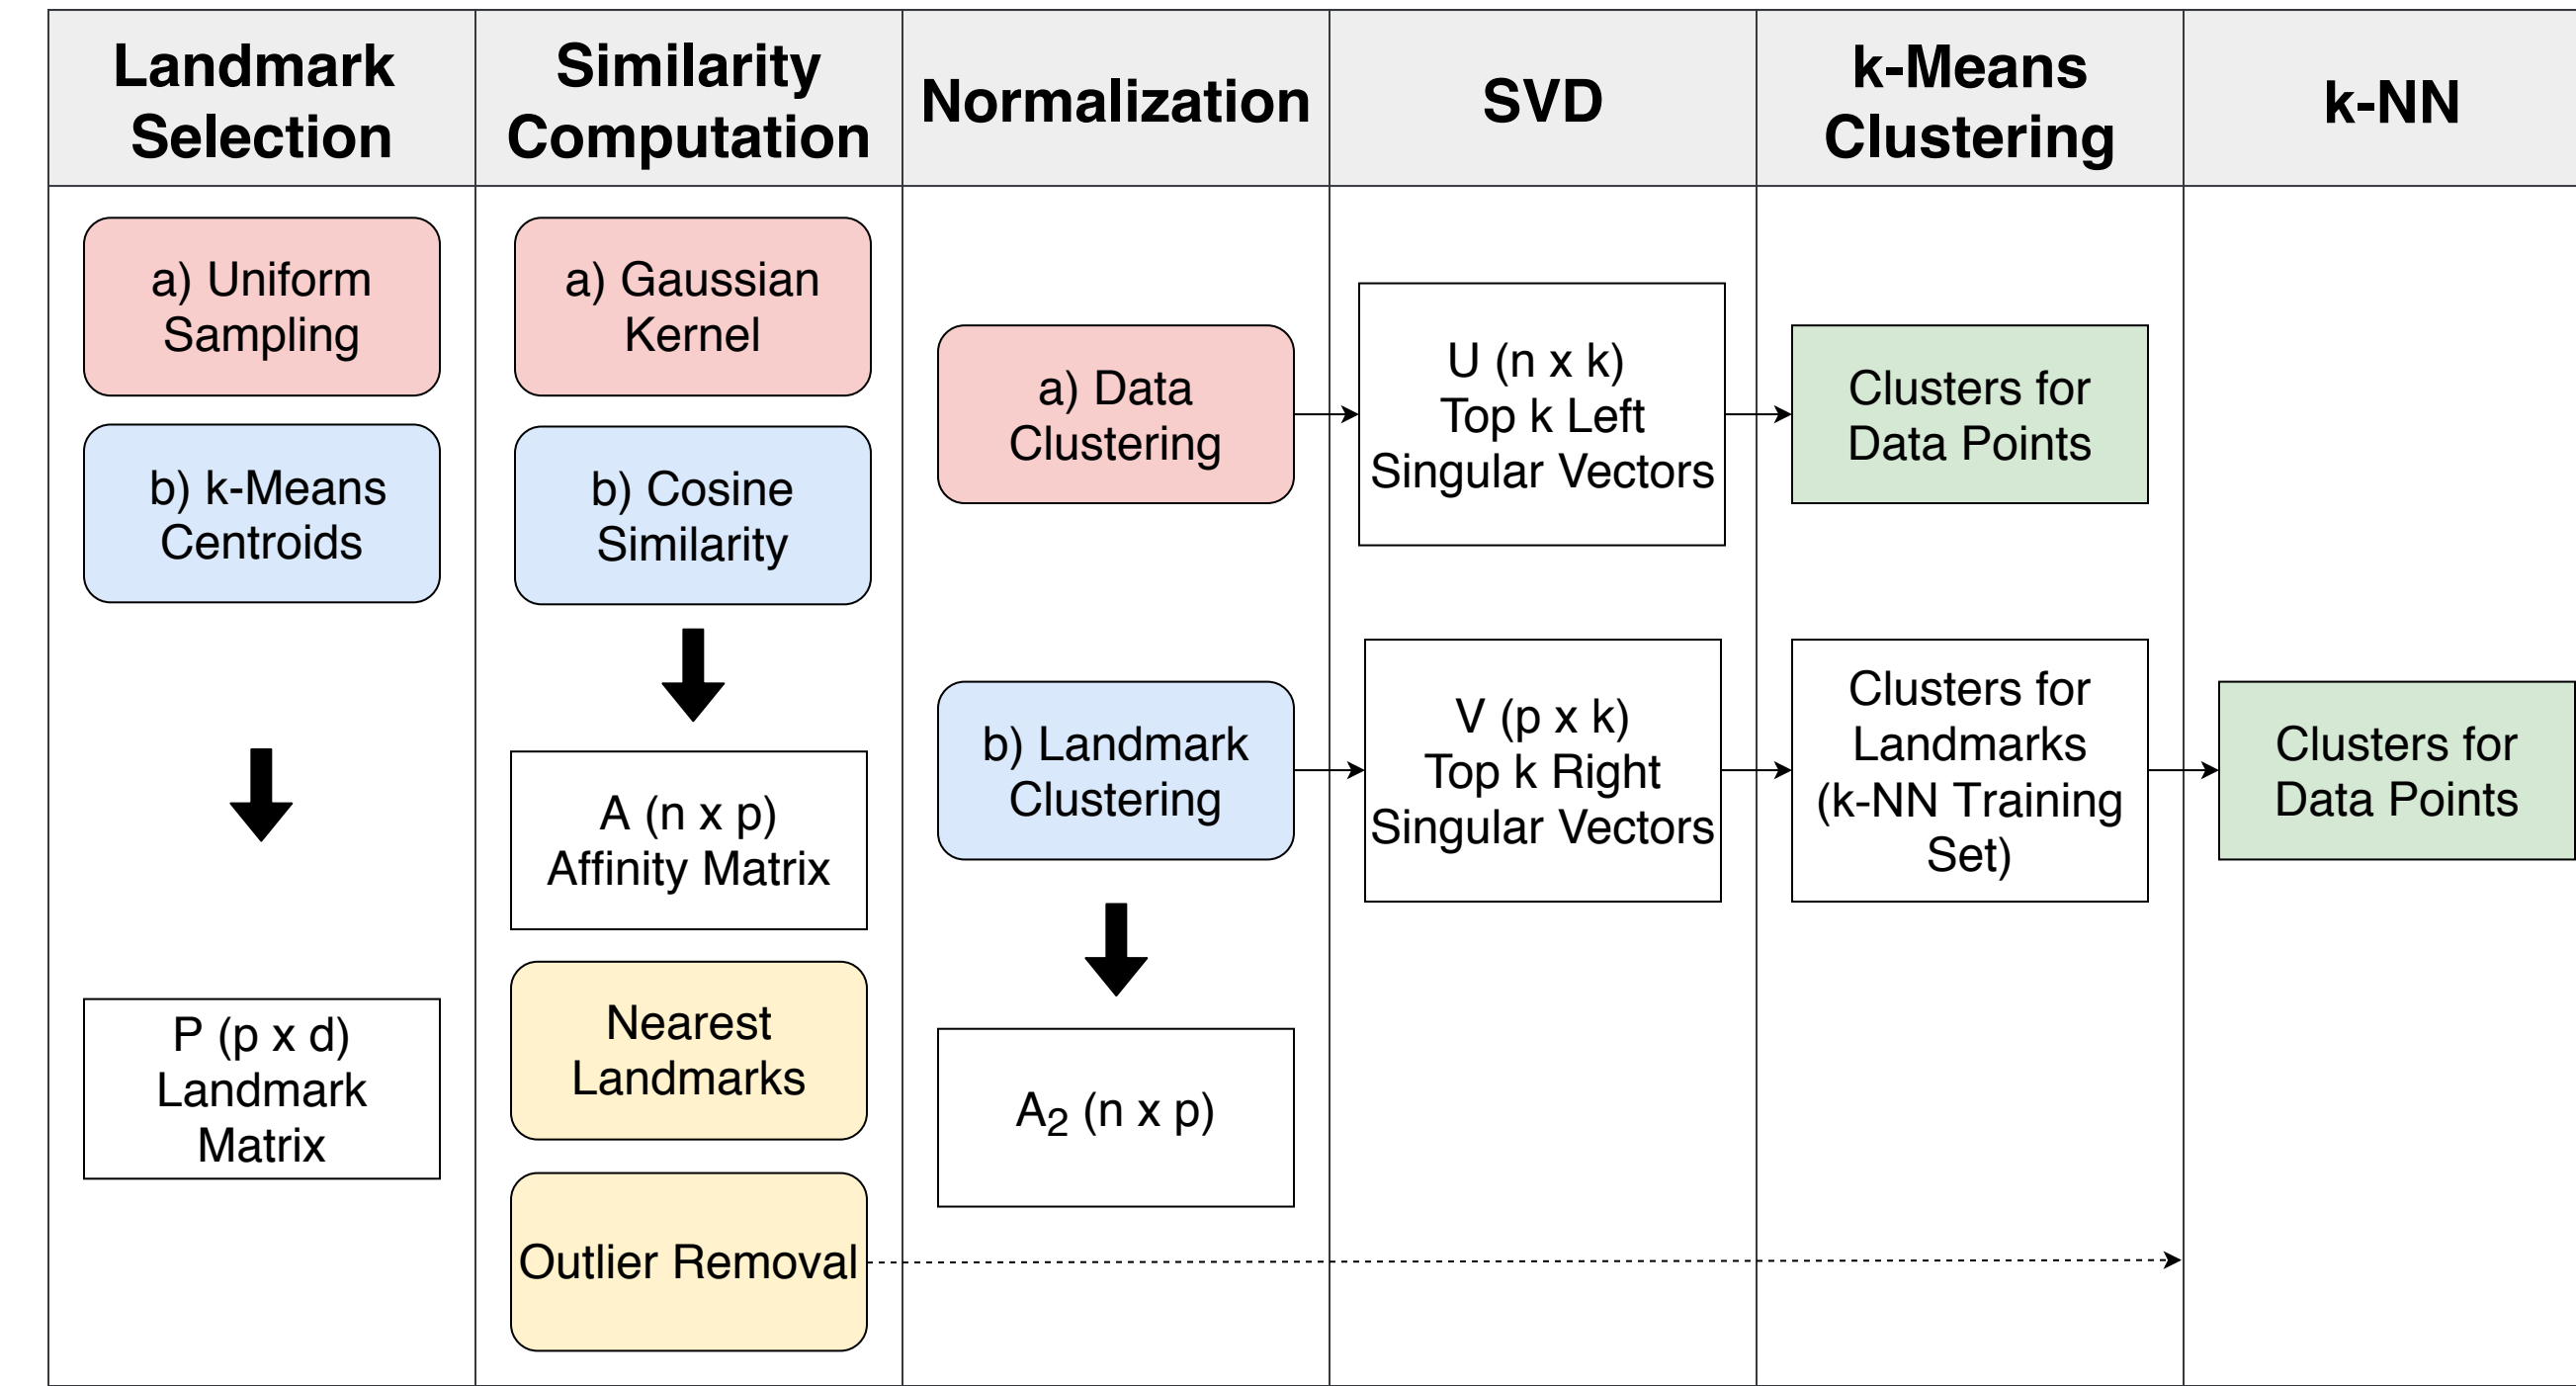 Landmark
Selection
Similarity
Computation
Normalization
SVD
k-Means
Clustering
k-NN
a) Uniform
Sampling
b) k-Means
Centroids
P (p x d)
Landmark
Matrix
a) Gaussian
Kernel
b) Cosine
Similarity
A (n x p)
Affinity Matrix
Nearest
Landmarks
Outlier Removal
a) Data
Clustering
b) Landmark
Clustering
A₂ (n x p)
U (n x k)
Top k Left
Singular Vectors
V (p x k)
Top k Right
Singular Vectors
Clusters for
Data Points
Clusters for
Landmarks
(k-NN Training
Set)
Clusters for
Data Points